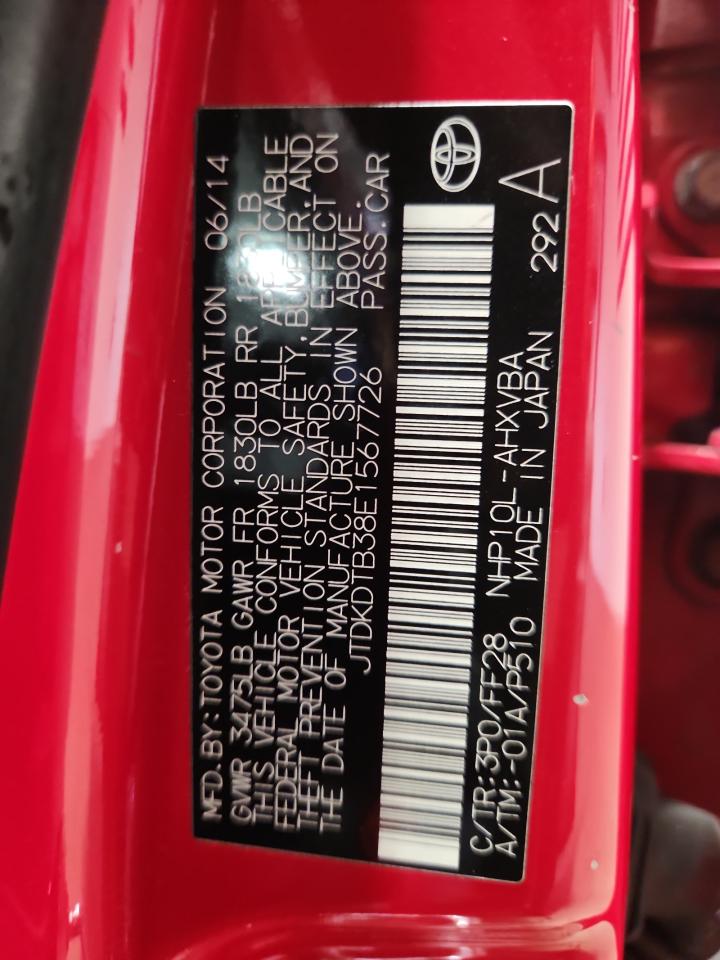 MFD. BY: TOYOTA MOTOR CORPORATION 06/14
GVWR 3475LB GAWR FR 1830LB RR 1830LB
THIS VEHICLE CONFORMS TO ALL APPLICABLE
FEDERAL MOTOR VEHICLE SAFETY, BUMPER, AND
THEFT PREVENTION STANDARDS IN EFFECT ON
THE DATE OF MANUFACTURE SHOWN ABOVE.
JTDKDTB38E1567726 PASS. CAR
C/TR: 3P0/FF28 NHP10L-AHXVBA
A/TM: -01A/P510 MADE IN JAPAN 292 A